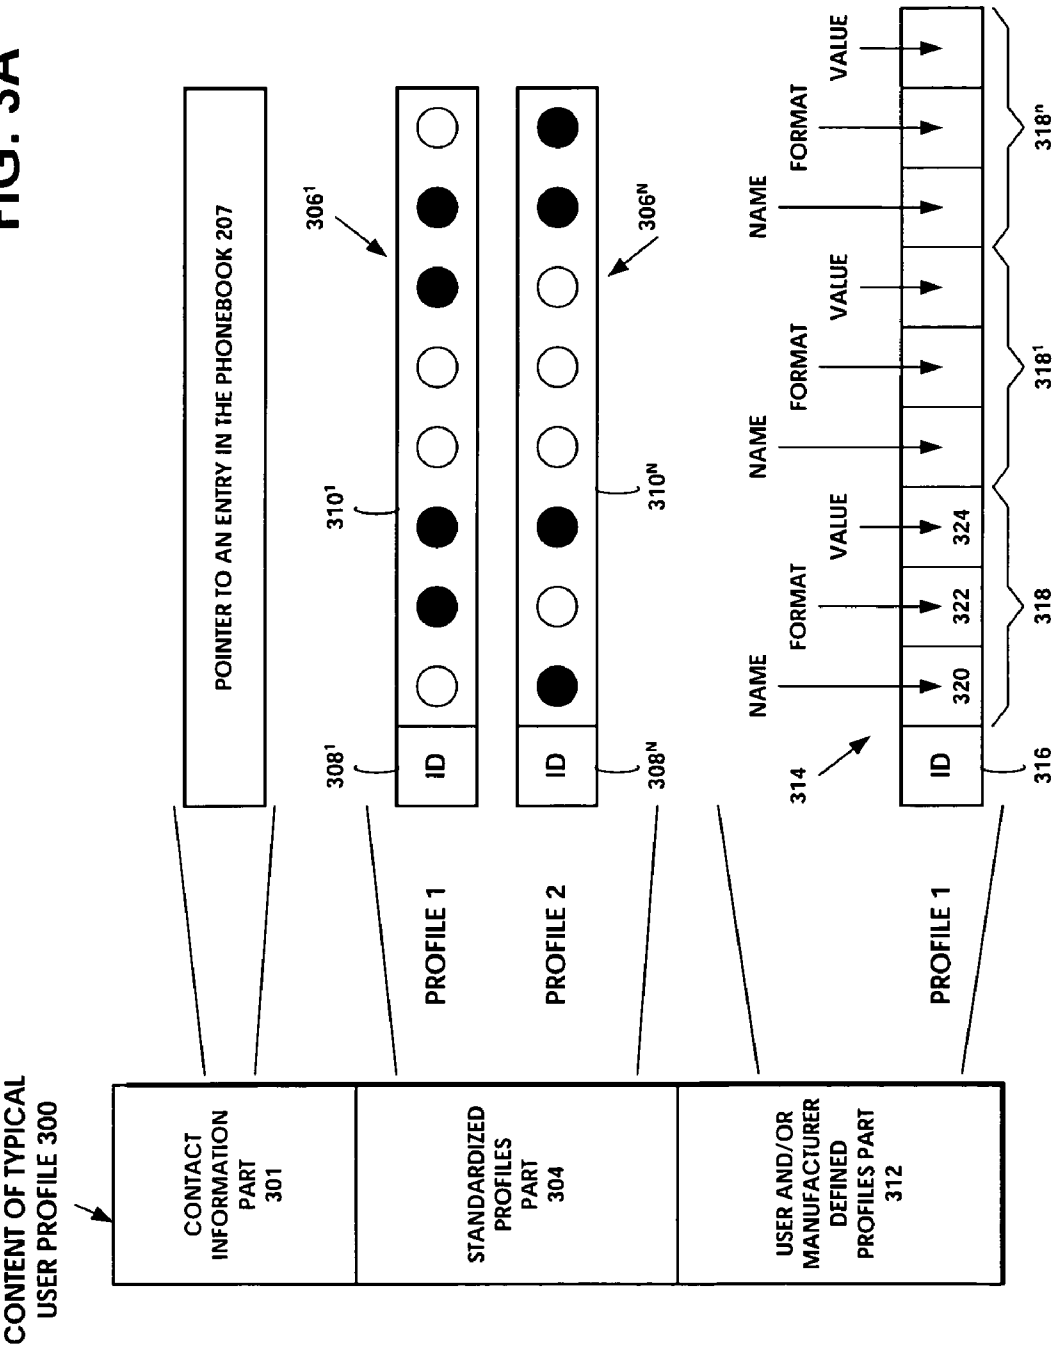 FIG. 3A
CONTENT OF TYPICAL
USER PROFILE 300
CONTACT
INFORMATION
PART
301
POINTER TO AN ENTRY IN THE PHONEBOOK 207
STANDARDIZED
PROFILES
PART
304
PROFILE 1
308¹
ID
310¹
306¹
PROFILE 2
ID
308ᴺ
310ᴺ
306ᴺ
USER AND/OR
MANUFACTURER
DEFINED
PROFILES PART
312
PROFILE 1
314
ID
316
NAME
FORMAT
VALUE
320
322
324
318
NAME
FORMAT
VALUE
318¹
NAME
FORMAT
VALUE
318ⁿ